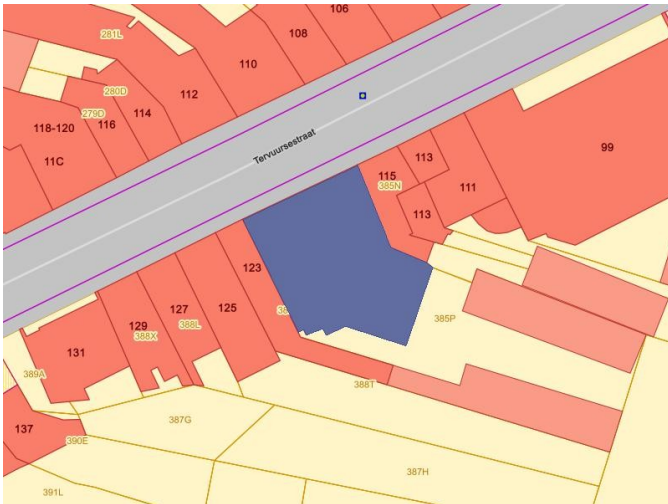 106
281L
108
110
280D
112
279D
114
116
118-120
11C
Tervuursestraat
99
113
115
385N
111
113
123
127
388L
125
129
388X
131
385P
389A
388T
387G
137
390E
387H
391L